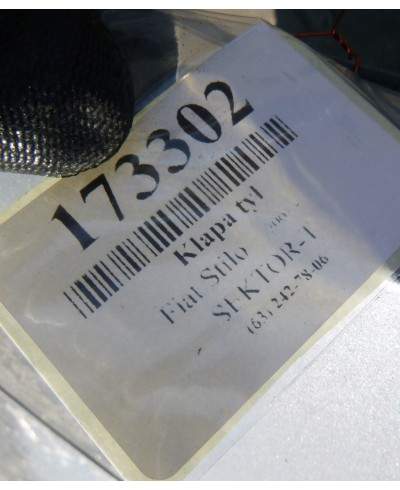 173302
Klapa tył
Fiat Stilo
SEKTOR-1
(63) 242-78-06